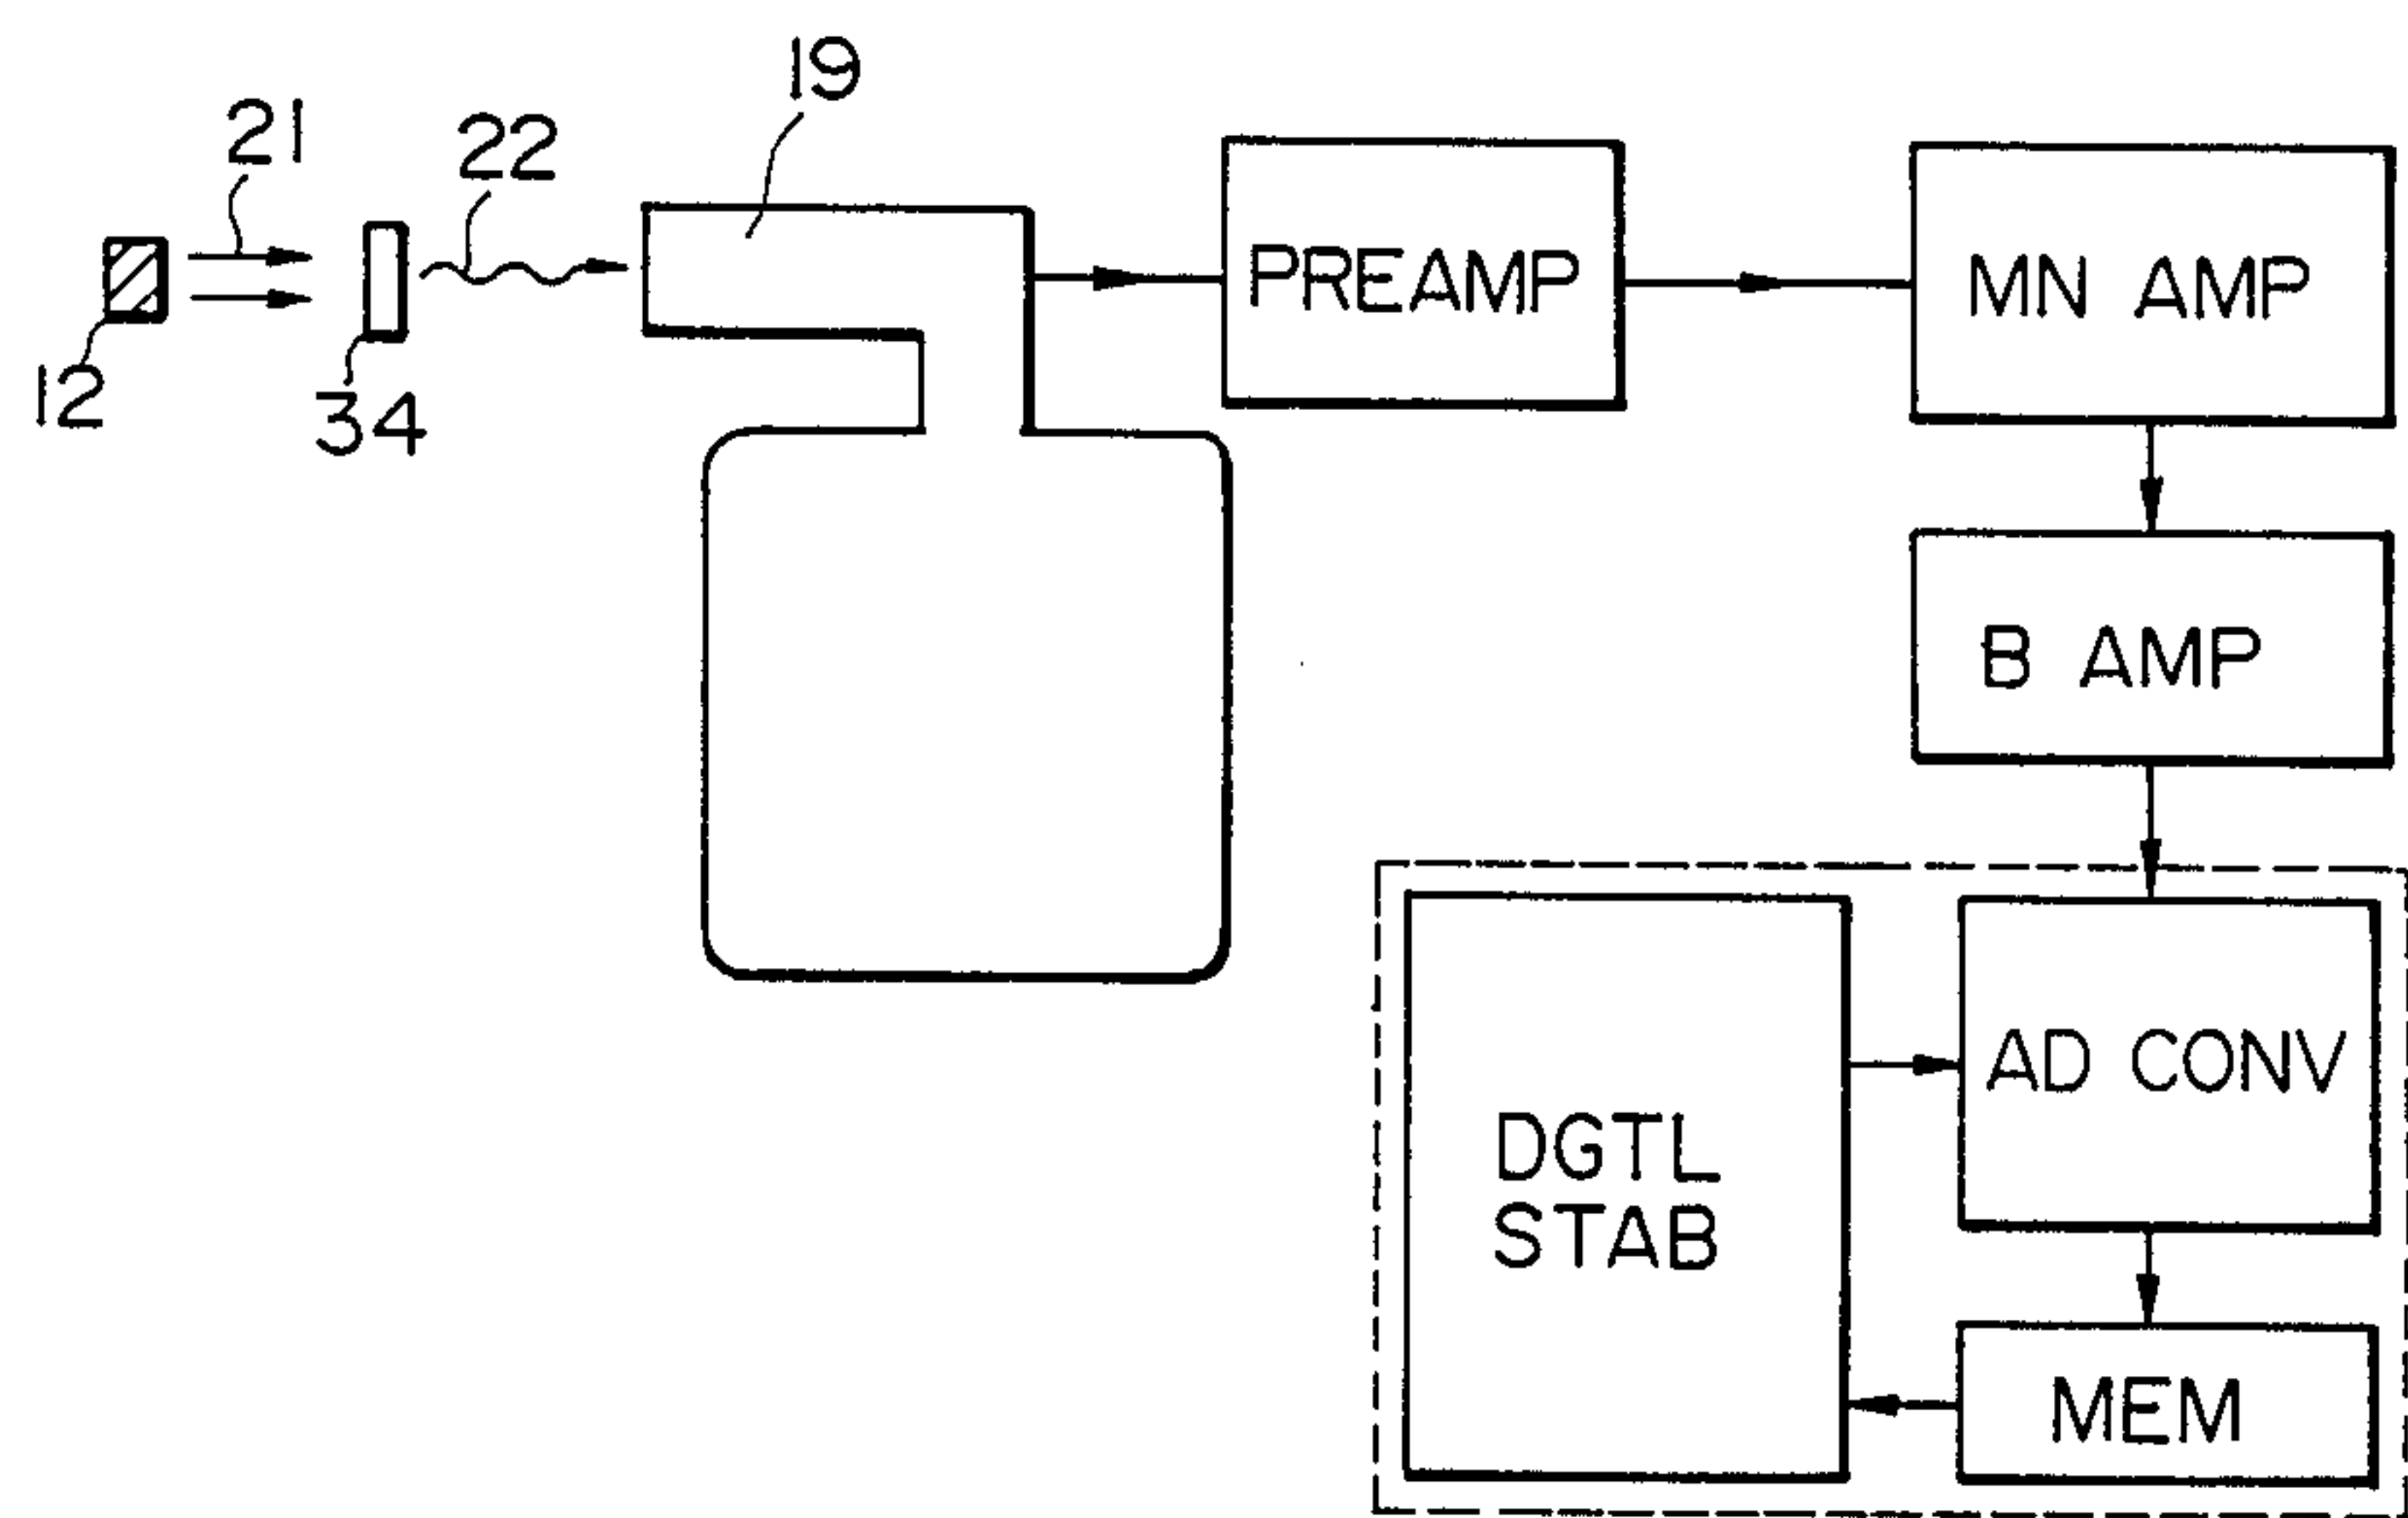 19
21
22
12
34
PREAMP
MN AMP
B AMP
AD CONV
DGTL
STAB
MEM